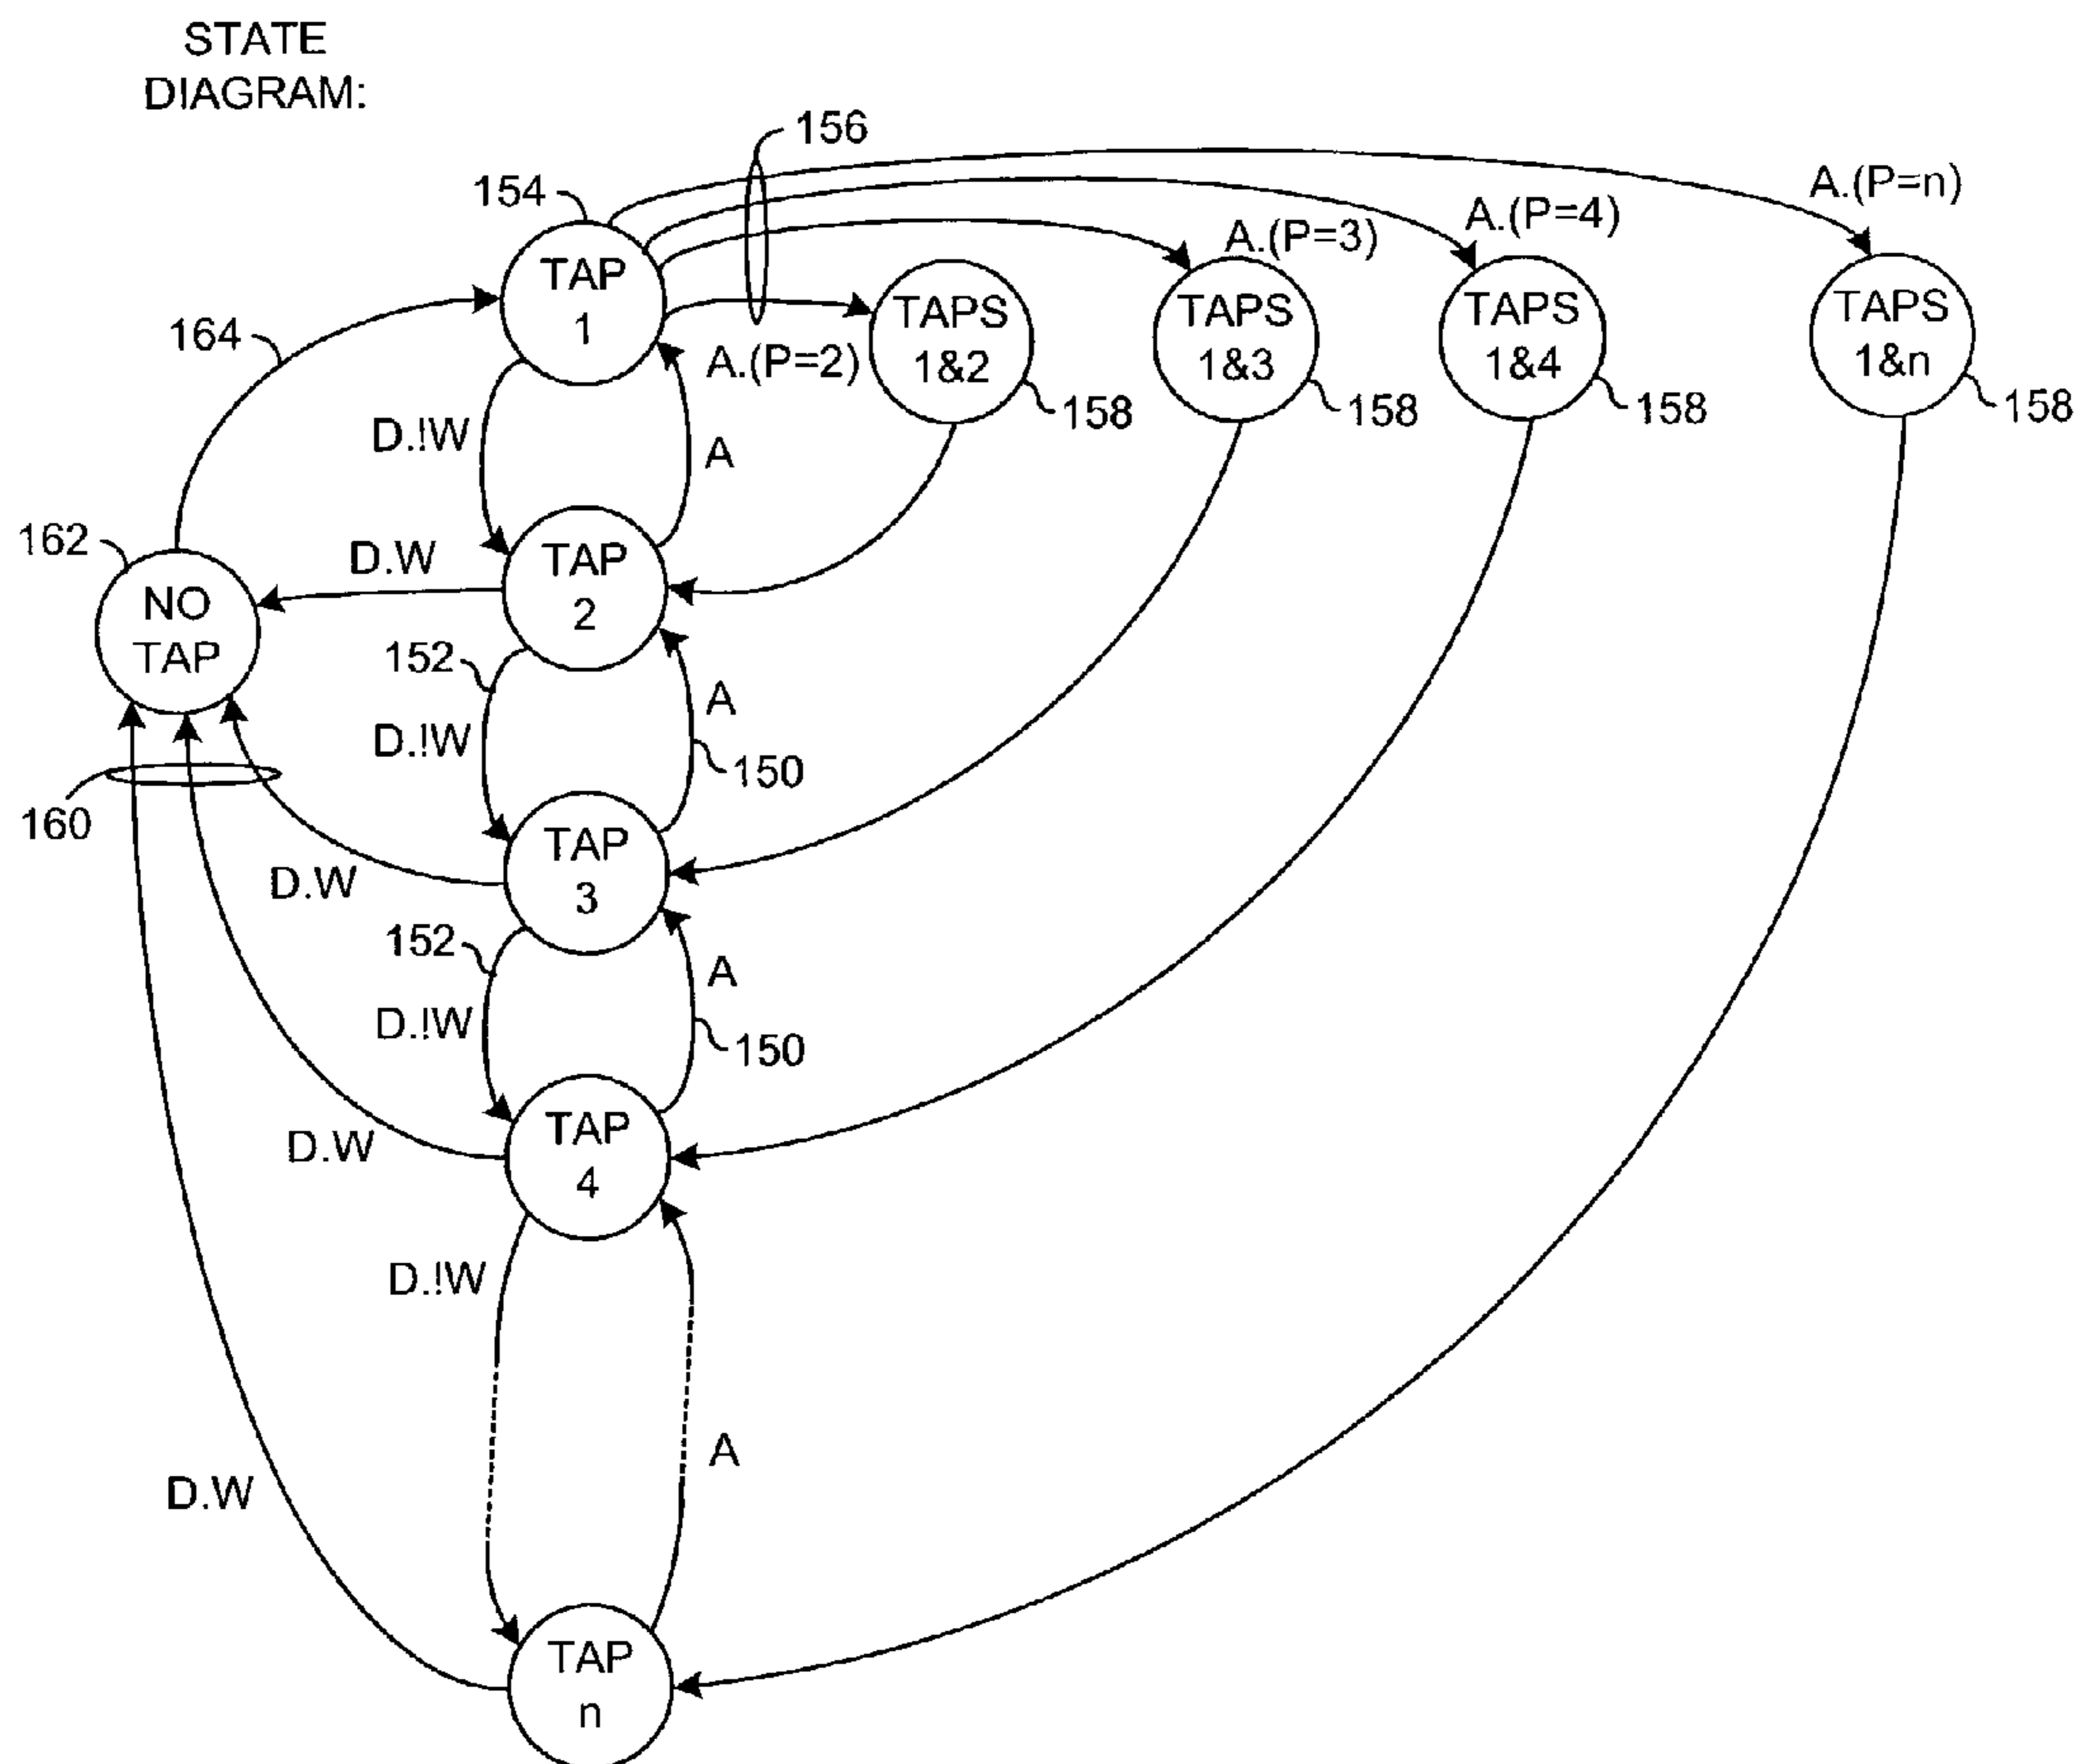 STATE
DIAGRAM:
156
154
A.(P=n)
A.(P=4)
A.(P=3)
TAP
1
TAPS
1&2
TAPS
1&3
TAPS
1&4
TAPS
1&n
164
A.(P=2)
158
158
158
158
D.!W
A
162
D.W
TAP
2
NO
TAP
152
A
D.!W
150
160
TAP
3
D.W
152
A
D.!W
150
TAP
4
D.W
D.!W
A
D.W
TAP
n